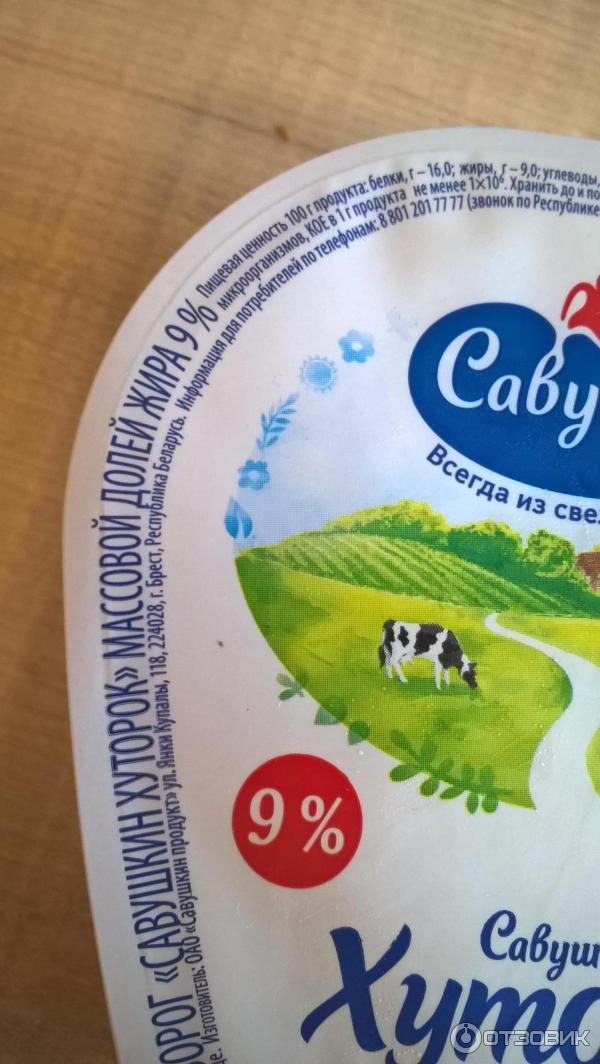 ОРОГ «САВУШКИН ХУТОРОК» МАССОВОЙ ДОЛЕЙ ЖИРА 9 %
Пищевая ценность 100 г продукта: белки, г – 16,0; жиры, г – 9,0; углеводы,
микроорганизмов, КОЕ в 1 г продукта не менее 1×10⁶. Хранить до и по
де. Изготовитель: ОАО «Савушкин продукт» ул. Янки Купалы, 118, 224028, г. Брест, Республика Беларусь. Информация для потребителей по телефонам: 8 801 201 77 77 (звонок по Республике
Саву
Всегда из све
9 %
Савуш
Хуто
ОТЗОВИК